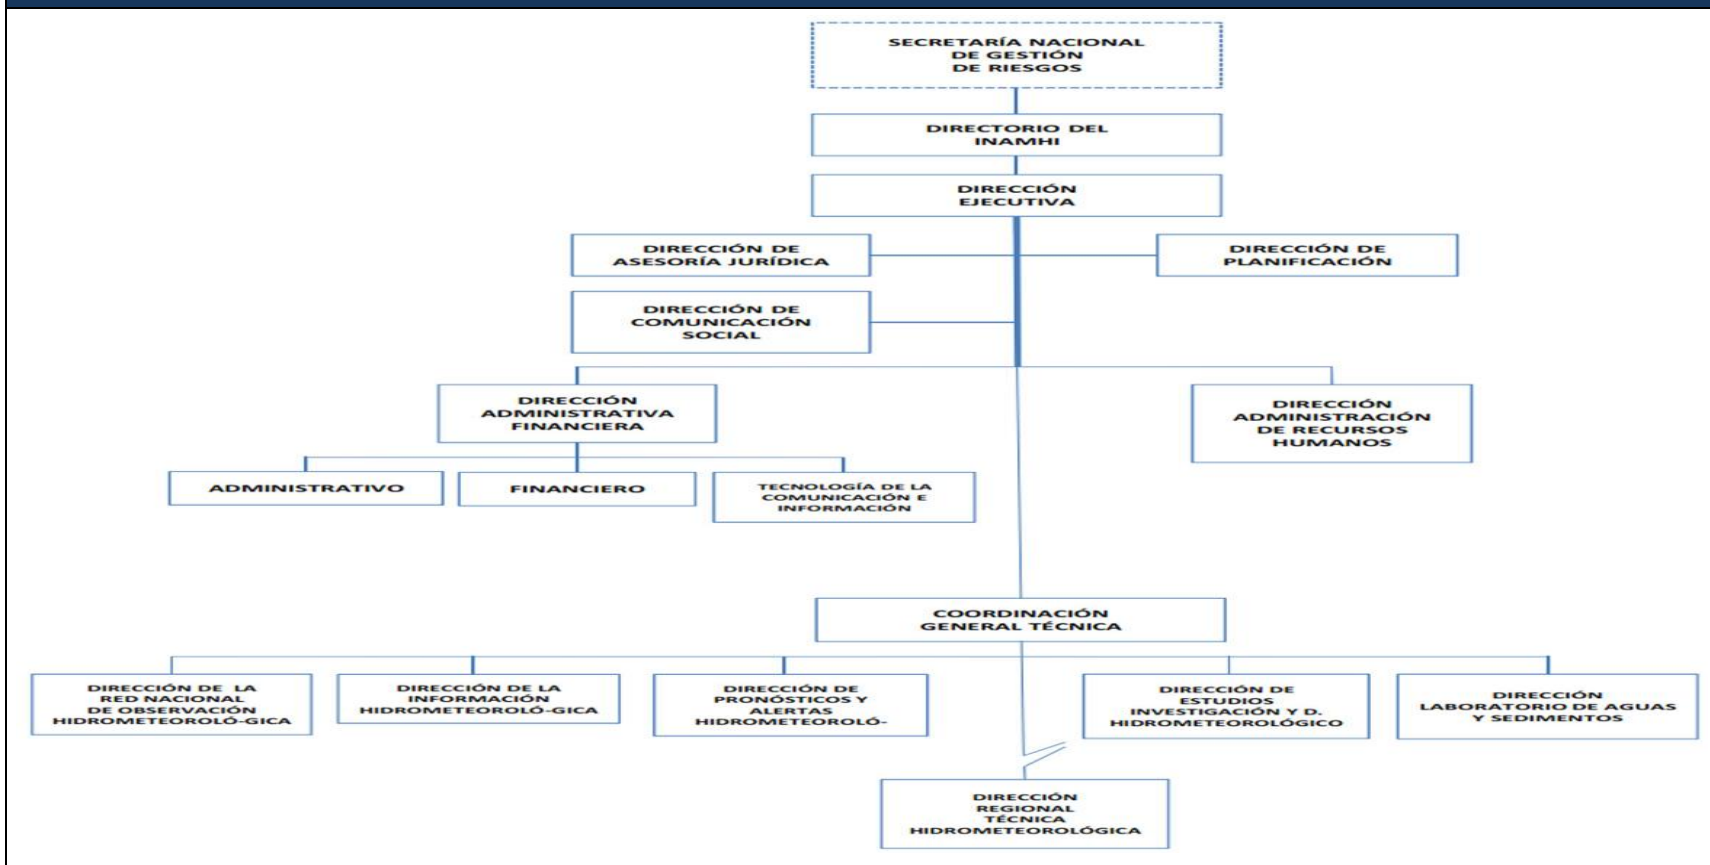 SECRETARÍA NACIONAL
DE GESTIÓN
DE RIESGOS
DIRECTORIO DEL
INAMHI
DIRECCIÓN
EJECUTIVA
DIRECCIÓN DE
ASESORÍA JURÍDICA
DIRECCIÓN DE
PLANIFICACIÓN
DIRECCIÓN DE
COMUNICACIÓN
SOCIAL
DIRECCIÓN
ADMINISTRATIVA
FINANCIERA
DIRECCIÓN
ADMINISTRACIÓN
DE RECURSOS
HUMANOS
ADMINISTRATIVO
FINANCIERO
TECNOLOGÍA DE LA
COMUNICACIÓN E
INFORMACIÓN
COORDINACIÓN
GENERAL TÉCNICA
DIRECCIÓN DE LA
RED NACIONAL
DE OBSERVACIÓN
HIDROMETEOROLÓ-GICA
DIRECCIÓN DE LA
INFORMACIÓN
HIDROMETEOROLÓ-GICA
DIRECCIÓN DE
PRONÓSTICOS Y
ALERTAS
HIDROMETEOROLÓ-
DIRECCIÓN DE
ESTUDIOS
INVESTIGACIÓN Y D.
HIDROMETEOROLÓGICO
DIRECCIÓN
LABORATORIO DE AGUAS
Y SEDIMENTOS
DIRECCIÓN
REGIONAL
TÉCNICA
HIDROMETEOROLÓGICA